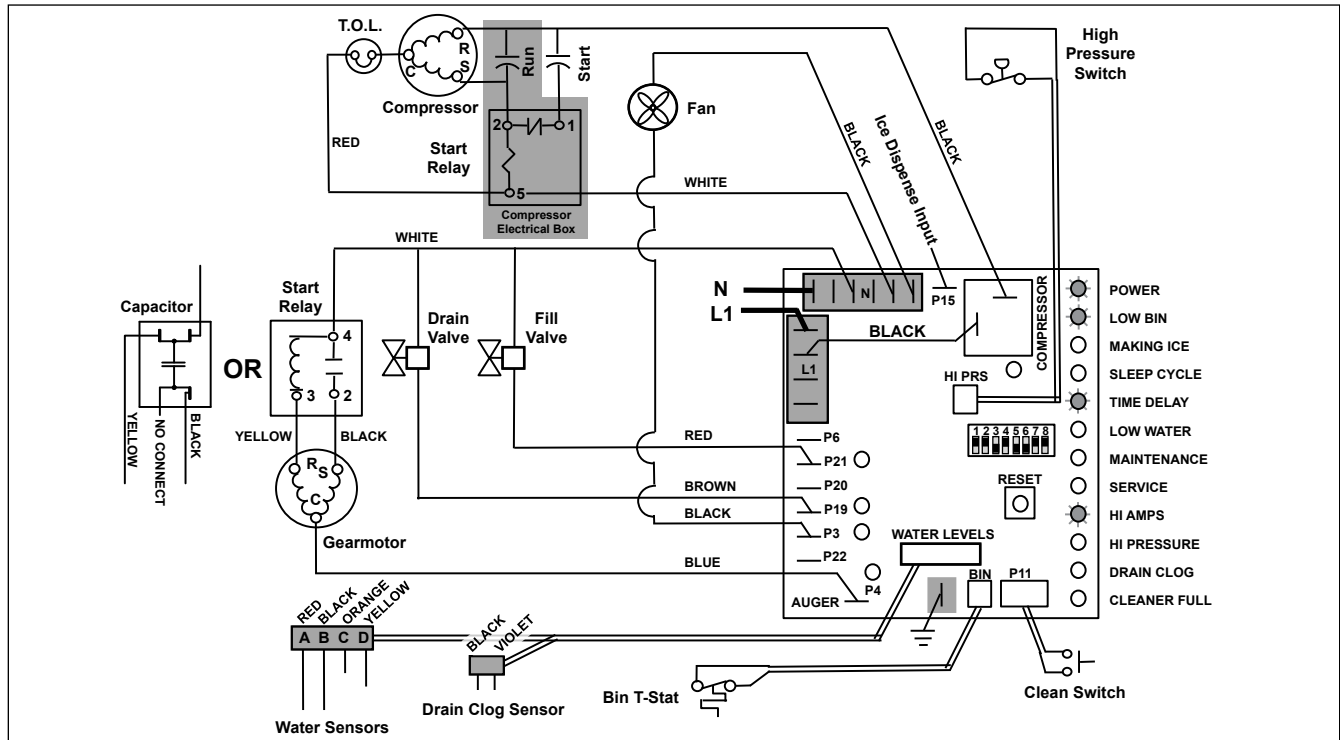 T.O.L.
R
S
C
Compressor
Run
Start
High
Pressure
Switch
Fan
2
1
Start
Relay
5
Compressor
Electrical Box
RED
WHITE
BLACK
Ice Dispense Input
BLACK
WHITE
Capacitor
YELLOW
NO CONNECT
BLACK
OR
Start
Relay
4
3
2
YELLOW
BLACK
R
S
C
Gearmotor
Drain
Valve
Fill
Valve
N
L1
N
P15
BLACK
L1
COMPRESSOR
HI PRS
1 2 3 4 5 6 7 8
RESET
POWER
LOW BIN
MAKING ICE
SLEEP CYCLE
TIME DELAY
LOW WATER
MAINTENANCE
SERVICE
HI AMPS
HI PRESSURE
DRAIN CLOG
CLEANER FULL
RED
BROWN
BLACK
BLUE
P6
P21
P20
P19
P3
P22
P4
AUGER
WATER LEVELS
BIN
P11
RED
BLACK
ORANGE
YELLOW
A B C D
Water Sensors
BLACK
VIOLET
Drain Clog Sensor
Bin T-Stat
Clean Switch